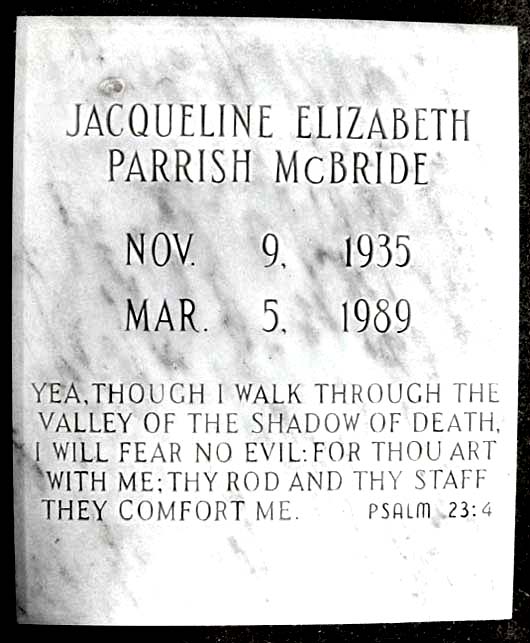 JACQUELINE ELIZABETH
PARRISH McBRIDE
NOV. 9, 1935
MAR. 5, 1989
YEA, THOUGH I WALK THROUGH THE
VALLEY OF THE SHADOW OF DEATH,
I WILL FEAR NO EVIL: FOR THOU ART
WITH ME; THY ROD AND THY STAFF
THEY COMFORT ME. PSALM 23:4